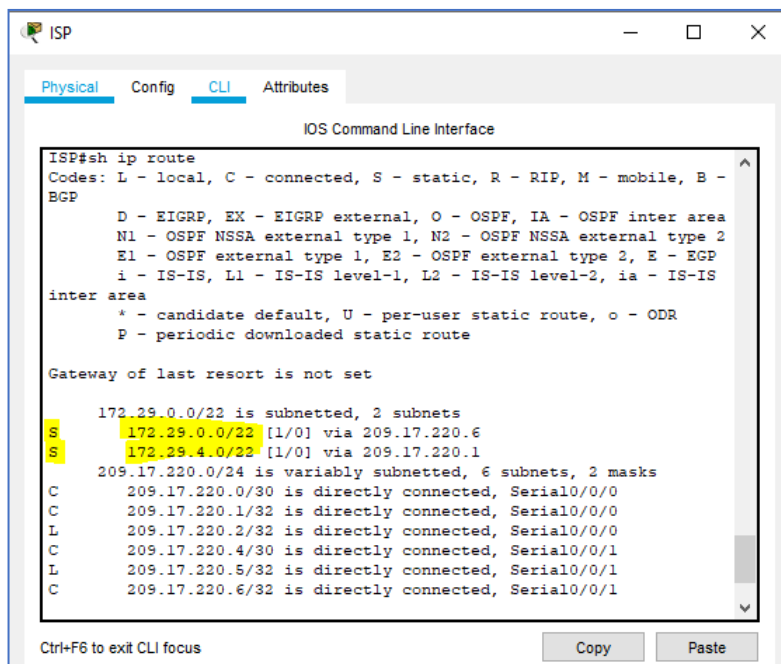 ISP
Physical Config CLI Attributes
IOS Command Line Interface
ISP#sh ip route
Codes: L - local, C - connected, S - static, R - RIP, M - mobile, B -
BGP
D - EIGRP, EX - EIGRP external, O - OSPF, IA - OSPF inter area
N1 - OSPF NSSA external type 1, N2 - OSPF NSSA external type 2
E1 - OSPF external type 1, E2 - OSPF external type 2, E - EGP
i - IS-IS, L1 - IS-IS level-1, L2 - IS-IS level-2, ia - IS-IS
inter area
* - candidate default, U - per-user static route, o - ODR
P - periodic downloaded static route
Gateway of last resort is not set
172.29.0.0/22 is subnetted, 2 subnets
S 172.29.0.0/22 [1/0] via 209.17.220.6
S 172.29.4.0/22 [1/0] via 209.17.220.1
209.17.220.0/24 is variably subnetted, 6 subnets, 2 masks
C 209.17.220.0/30 is directly connected, Serial0/0/0
C 209.17.220.1/32 is directly connected, Serial0/0/0
L 209.17.220.2/32 is directly connected, Serial0/0/0
C 209.17.220.4/30 is directly connected, Serial0/0/1
L 209.17.220.5/32 is directly connected, Serial0/0/1
C 209.17.220.6/32 is directly connected, Serial0/0/1
Ctrl+F6 to exit CLI focus Copy Paste